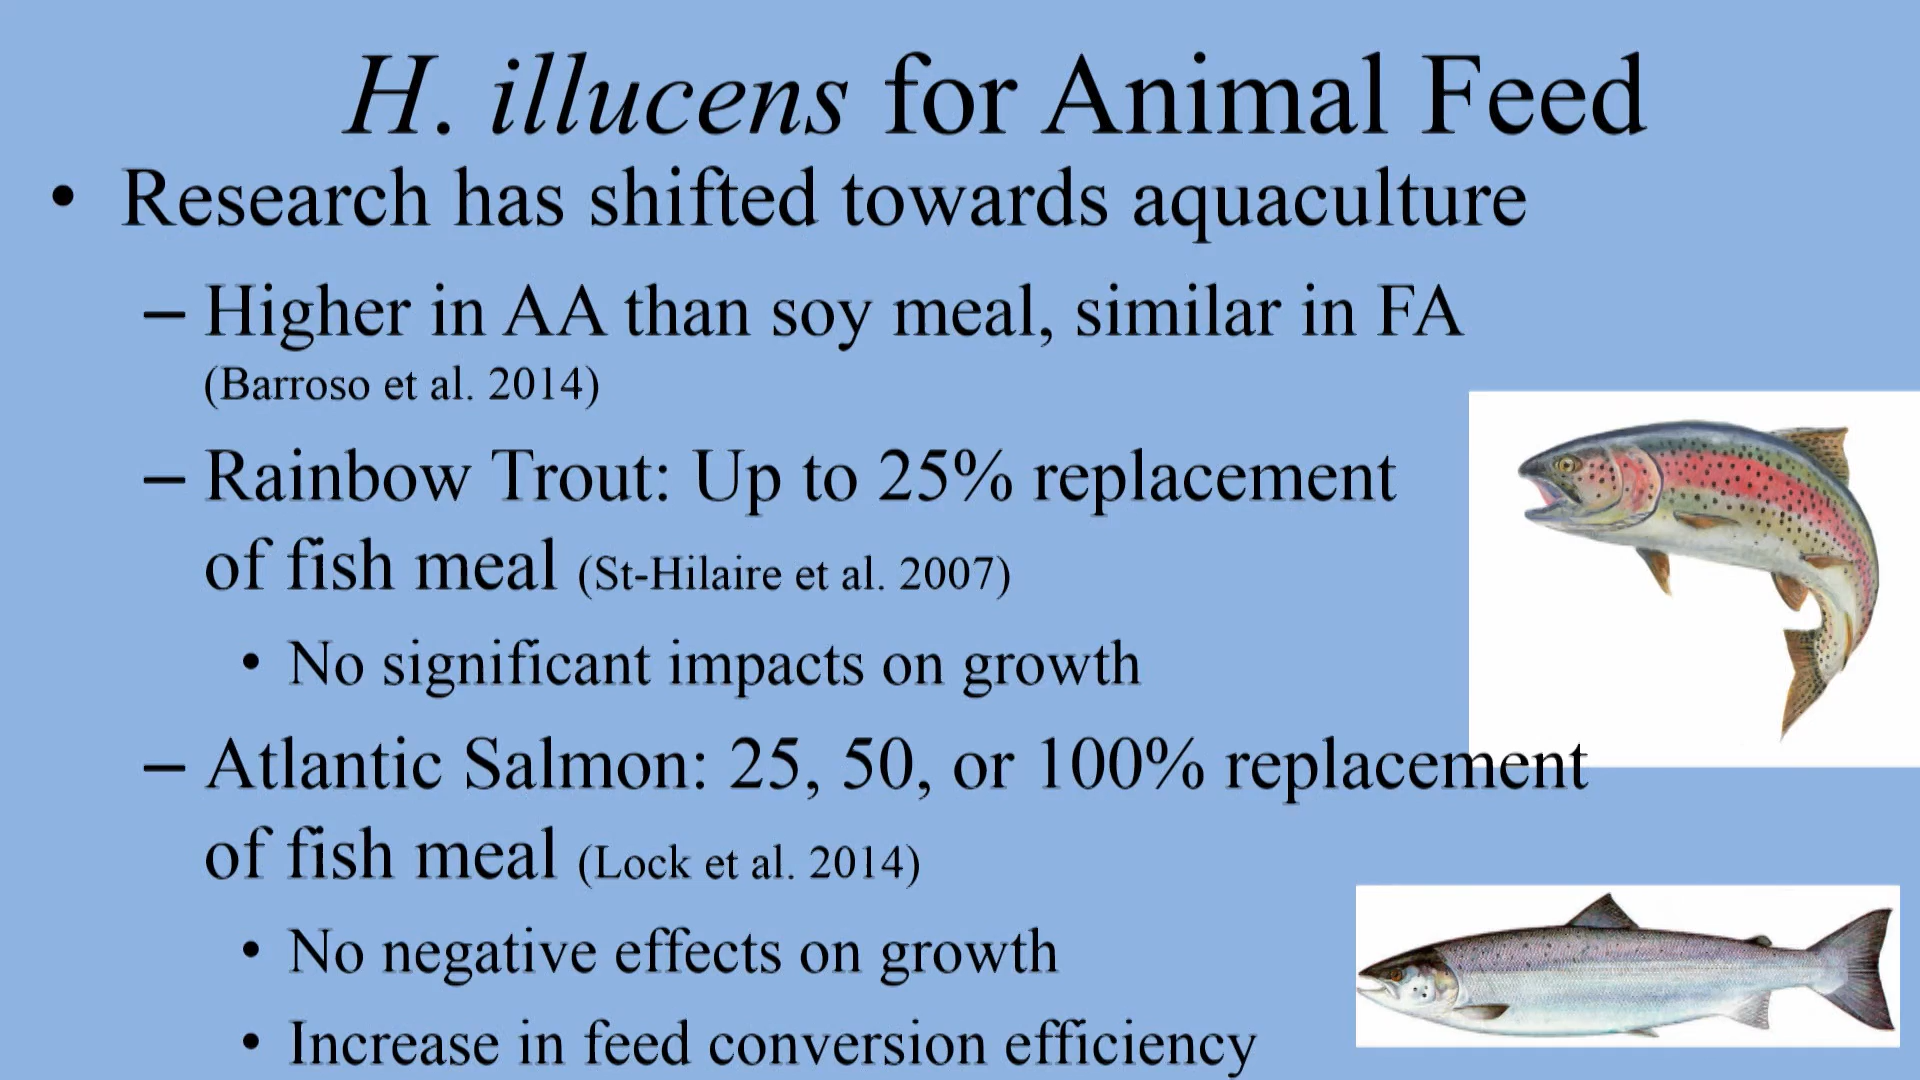 H. illucens for Animal Feed
• Research has shifted towards aquaculture
– Higher in AA than soy meal, similar in FA
(Barroso et al. 2014)
– Rainbow Trout: Up to 25% replacement
of fish meal (St-Hilaire et al. 2007)
• No significant impacts on growth
– Atlantic Salmon: 25, 50, or 100% replacement
of fish meal (Lock et al. 2014)
• No negative effects on growth
• Increase in feed conversion efficiency